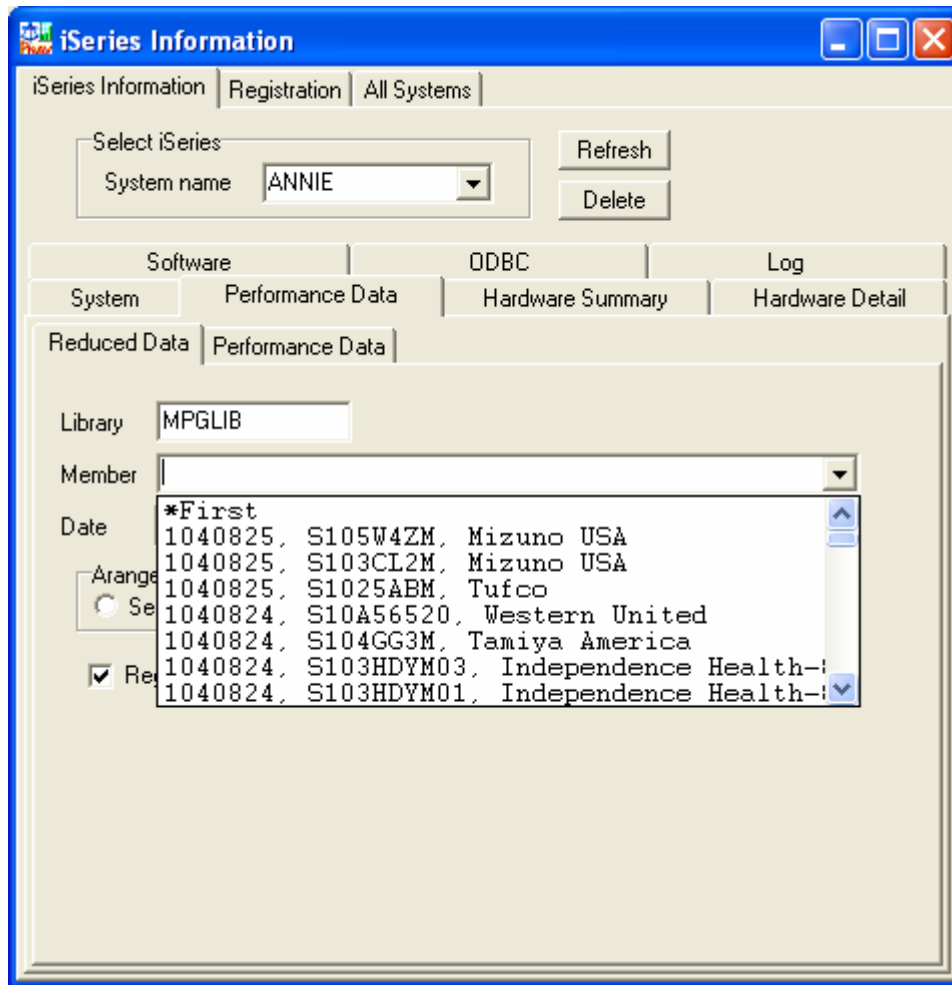 iSeries Information
iSeries Information Registration All Systems
Select iSeries
System name ANNIE
Refresh
Delete
Software ODBC Log
System Performance Data Hardware Summary Hardware Detail
Reduced Data Performance Data
Library MPGLIB
Member
*First
Date
1040825, S105W4ZM, Mizuno USA
1040825, S103CL2M, Mizuno USA
Arange
1040825, S1025ABM, Tufco
Se
1040824, S10A56520, Western United
1040824, S104GG3M, Tamiya America
1040824, S103HDYM03, Independence Health-
Re
1040824, S103HDYM01, Independence Health-